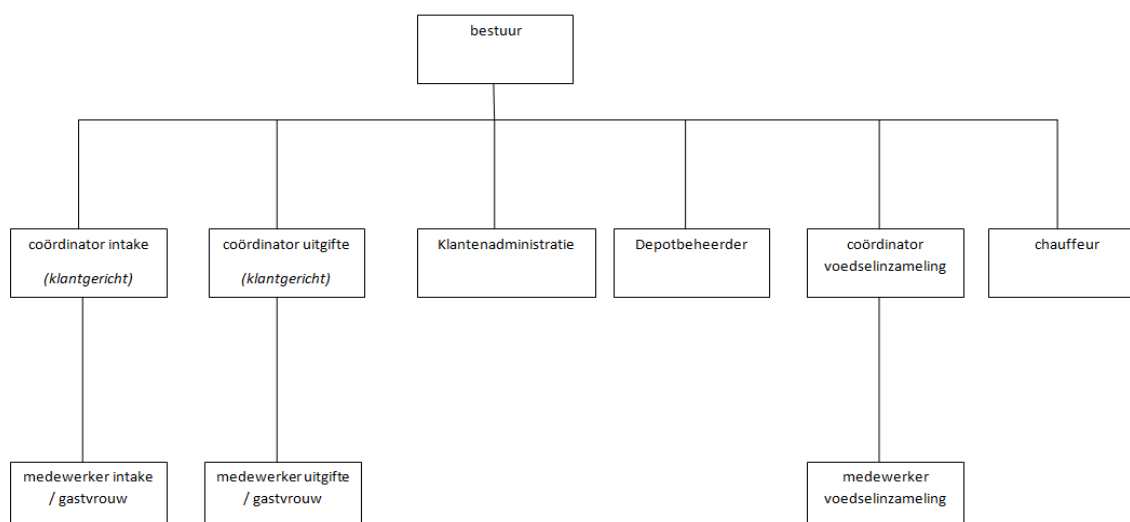 bestuur
coördinator intake
(klantgericht)
coördinator uitgifte
(klantgericht)
Klantenadministratie
Depotbeheerder
coördinator
voedselinzameling
chauffeur
medewerker intake
/ gastvrouw
medewerker uitgifte
/ gastvrouw
medewerker
voedselinzameling